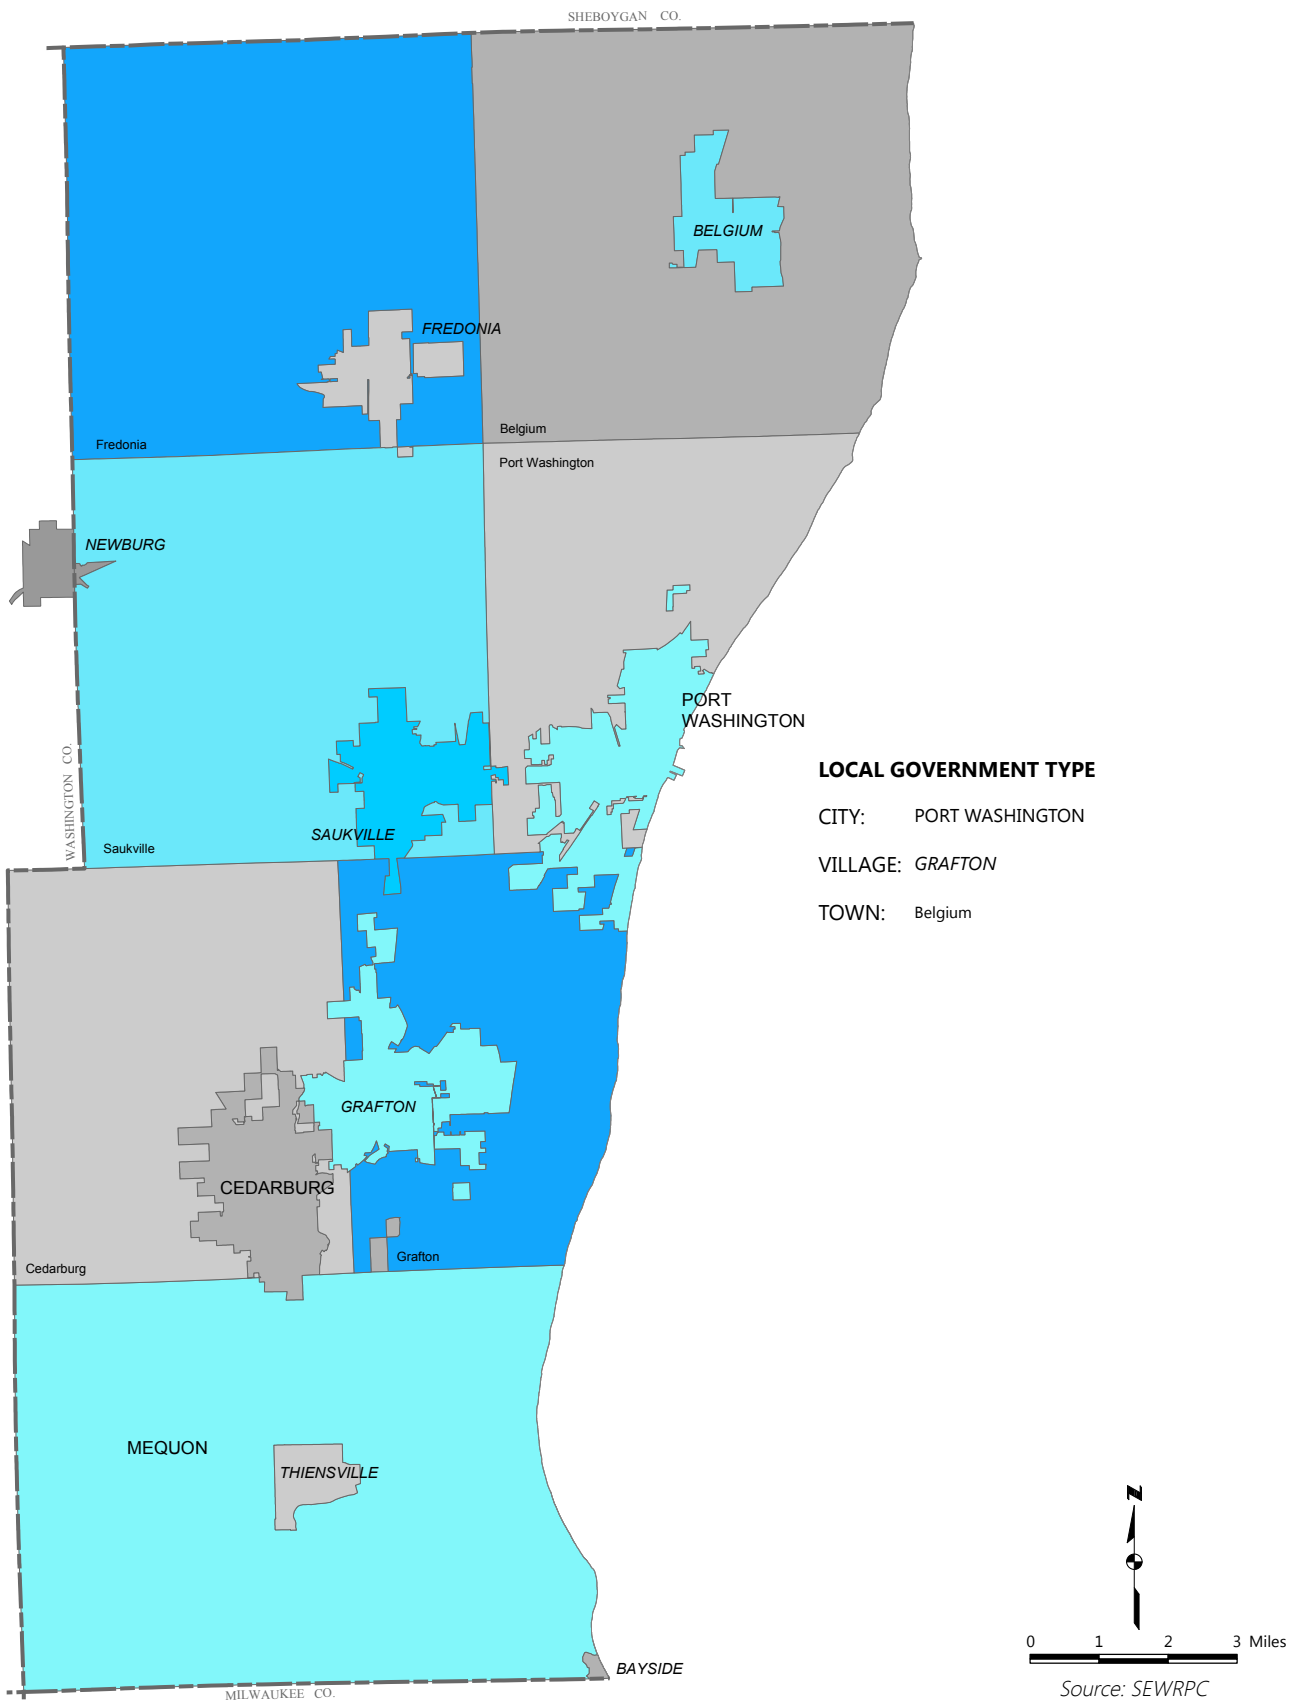 SHEBOYGAN CO.
BELGIUM
FREDONIA
Belgium
Fredonia
Port Washington
NEWBURG
PORT
WASHINGTON
WASHINGTON CO.
LOCAL GOVERNMENT TYPE
CITY: PORT WASHINGTON
SAUKVILLE
Saukville
VILLAGE: GRAFTON
TOWN: Belgium
GRAFTON
CEDARBURG
Grafton
Cedarburg
MEQUON
THIENSVILLE
N
0 1 2 3 Miles
BAYSIDE
Source: SEWRPC
MILWAUKEE CO.